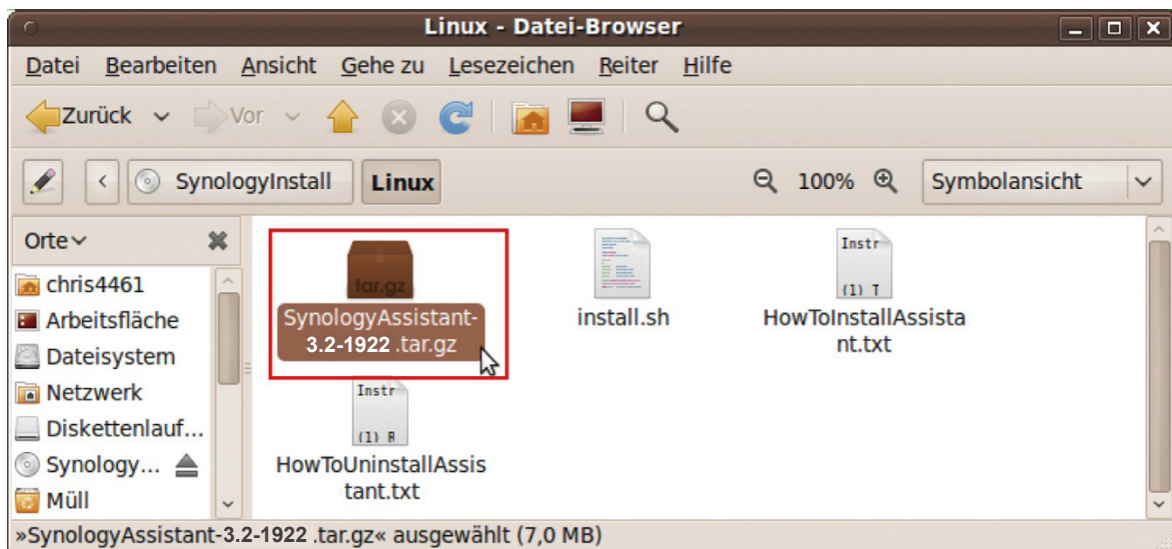 Linux - Datei-Browser
Datei Bearbeiten Ansicht Gehe zu Lesezeichen Reiter Hilfe
Zurück Vor
SynologyInstall Linux 100% Symbolansicht
Orte
chris4461
Arbeitsfläche
Dateisystem
Netzwerk
Diskettenlauf...
Synology...
Müll
tar.gz
SynologyAssistant-
3.2-1922 .tar.gz
install.sh
Instr
(1) T
HowToInstallAssista
nt.txt
Instr
(1) R
HowToUninstallAssis
tant.txt
»SynologyAssistant-3.2-1922 .tar.gz« ausgewählt (7,0 MB)